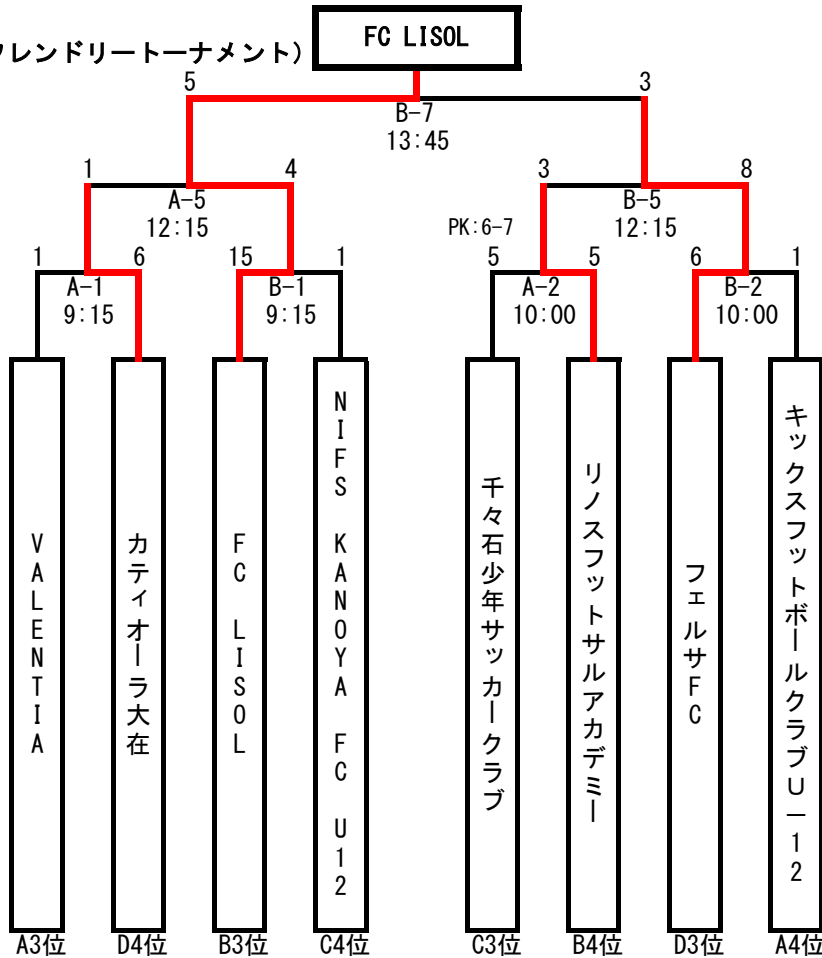 FC LISOL
フレンドリートーナメント）
5 3
B-7
13:45
1 4 3 8
A-5 B-5
12:15 12:15
PK:6-7
1 6 15 1 5 5 6 1
A-1 B-1 A-2 B-2
9:15 9:15 10:00 10:00
VALENTIA
カティオーラ大在
FC LISOL
NIFS KANOYA FC U12
千々石少年サッカークラブ
リノスフットサルアカデミー
フェルサFC
キックスフットボールクラブU－12
A3位 D4位 B3位 C4位 C3位 B4位 D3位 A4位